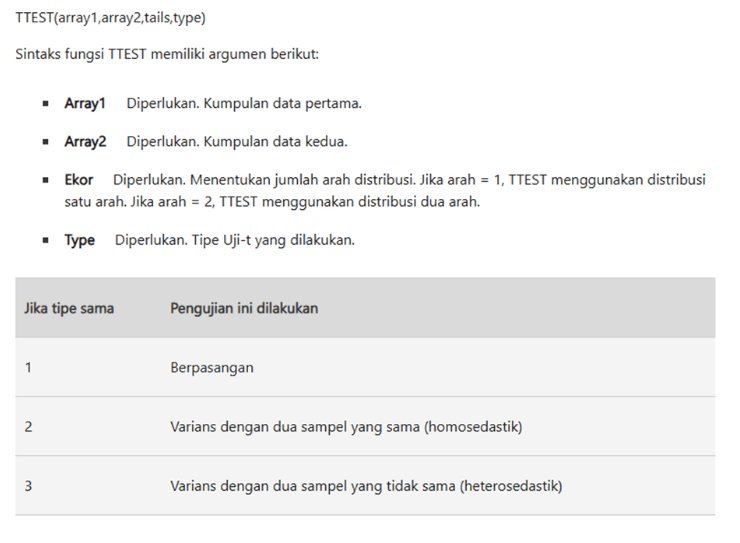 TTEST(array1,array2,tails,type)
Sintaks fungsi TTEST memiliki argumen berikut:
▪ Array1 Diperlukan. Kumpulan data pertama.
▪ Array2 Diperlukan. Kumpulan data kedua.
▪ Ekor Diperlukan. Menentukan jumlah arah distribusi. Jika arah = 1, TTEST menggunakan distribusi
satu arah. Jika arah = 2, TTEST menggunakan distribusi dua arah.
▪ Type Diperlukan. Tipe Uji-t yang dilakukan.
Jika tipe sama Pengujian ini dilakukan
1 Berpasangan
2 Varians dengan dua sampel yang sama (homosedastik)
3 Varians dengan dua sampel yang tidak sama (heterosedastik)